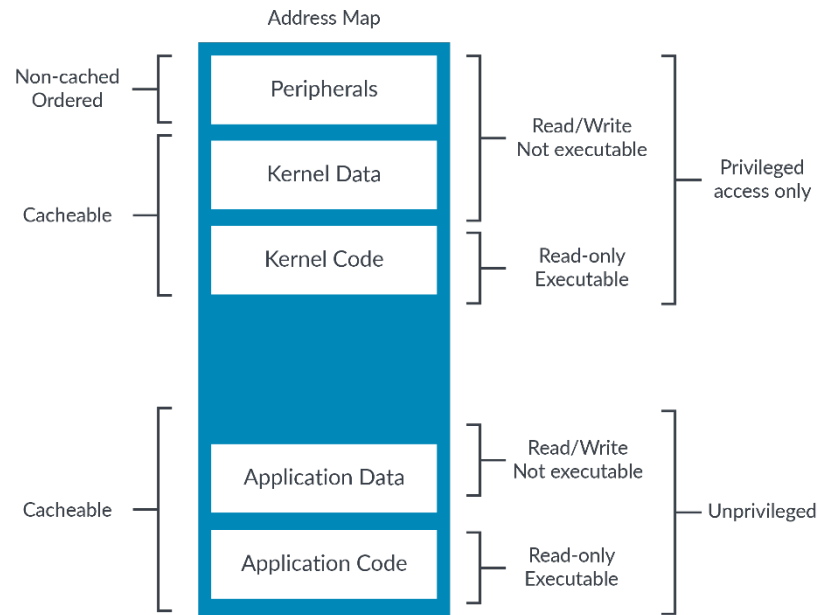 Address Map
Non-cached
Ordered
Peripherals
Read/Write
Not executable
Privileged
access only
Kernel Data
Cacheable
Kernel Code
Read-only
Executable
Application Data
Read/Write
Not executable
Cacheable
Unprivileged
Application Code
Read-only
Executable